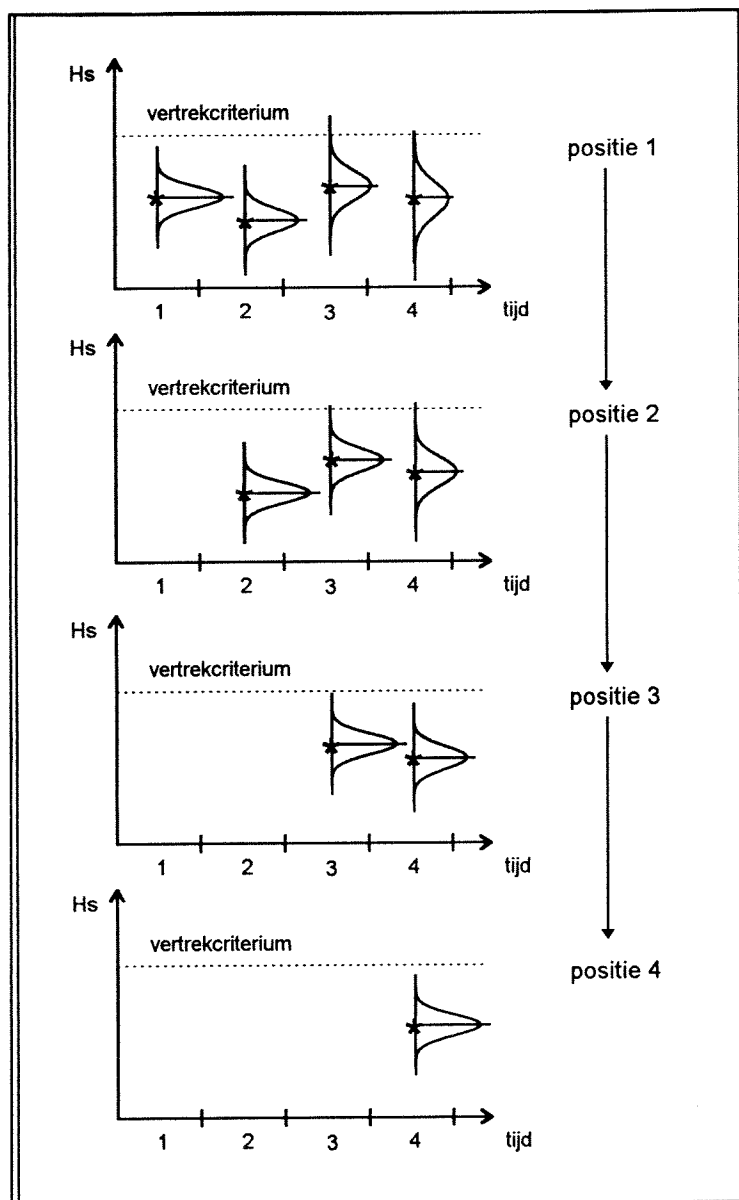 Hs
vertrekcriterium
positie 1
1 2 3 4 tijd
Hs
vertrekcriterium
positie 2
1 2 3 4 tijd
Hs
vertrekcriterium
positie 3
1 2 3 4 tijd
Hs
vertrekcriterium
positie 4
1 2 3 4 tijd